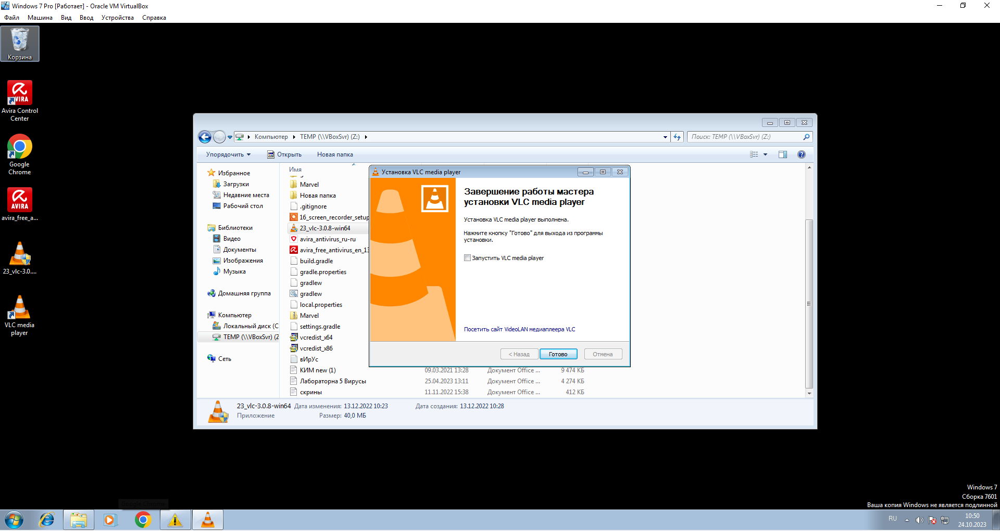 Windows 7 Pro [Работает] - Oracle VM VirtualBox
Файл Машина Вид Ввод Устройства Справка
Корзина
AVIRA
Avira Control
Center
Google
Chrome
AVIRA
avira_free_a...
23_vlc-3.0....
VLC media
player
Компьютер TEMP (\\VBoxSvr) (Z:)
Поиск: TEMP (\\VBoxSvr) (Z:)
Упорядочить Открыть Новая папка
Избранное
Загрузки
Недавние места
Рабочий стол
Библиотеки
Видео
Документы
Изображения
Музыка
Домашняя группа
Компьютер
Локальный диск (C
TEMP (\\VBoxSvr) (Z
Сеть
Имя
Marvel
Новая папка
.gitignore
16_screen_recorder_setup
23_vlc-3.0.8-win64
avira_antivirus_ru-ru
avira_free_antivirus_en_13
build.gradle
gradle.properties
gradlew
gradlew
local.properties
Marvel
settings.gradle
vcredist_x64
vcredist_x86
вИрУс
КИМ new (1) 09.03.2021 13:28 Документ Office ... 9 474 КБ
Лабораторна 5 Вирусы 25.04.2023 13:11 Документ Office ... 4 274 КБ
скрины 11.11.2022 15:38 Документ Office ... 412 КБ
Установка VLC media player
Завершение работы мастера
установки VLC media player
Установка VLC media player выполнена.
Нажмите кнопку "Готово" для выхода из программы
установки.
Запустить VLC media player
Посетить сайт VideoLAN медиаплеера VLC
< Назад Готово Отмена
23_vlc-3.0.8-win64 Дата изменения: 13.12.2022 10:23 Дата создания: 13.12.2022 10:28
Приложение Размер: 40,0 МБ
Windows 7
Сборка 7601
Ваша копия Windows не является подлинной
Google Chrome
RU
10:50
24.10.2023